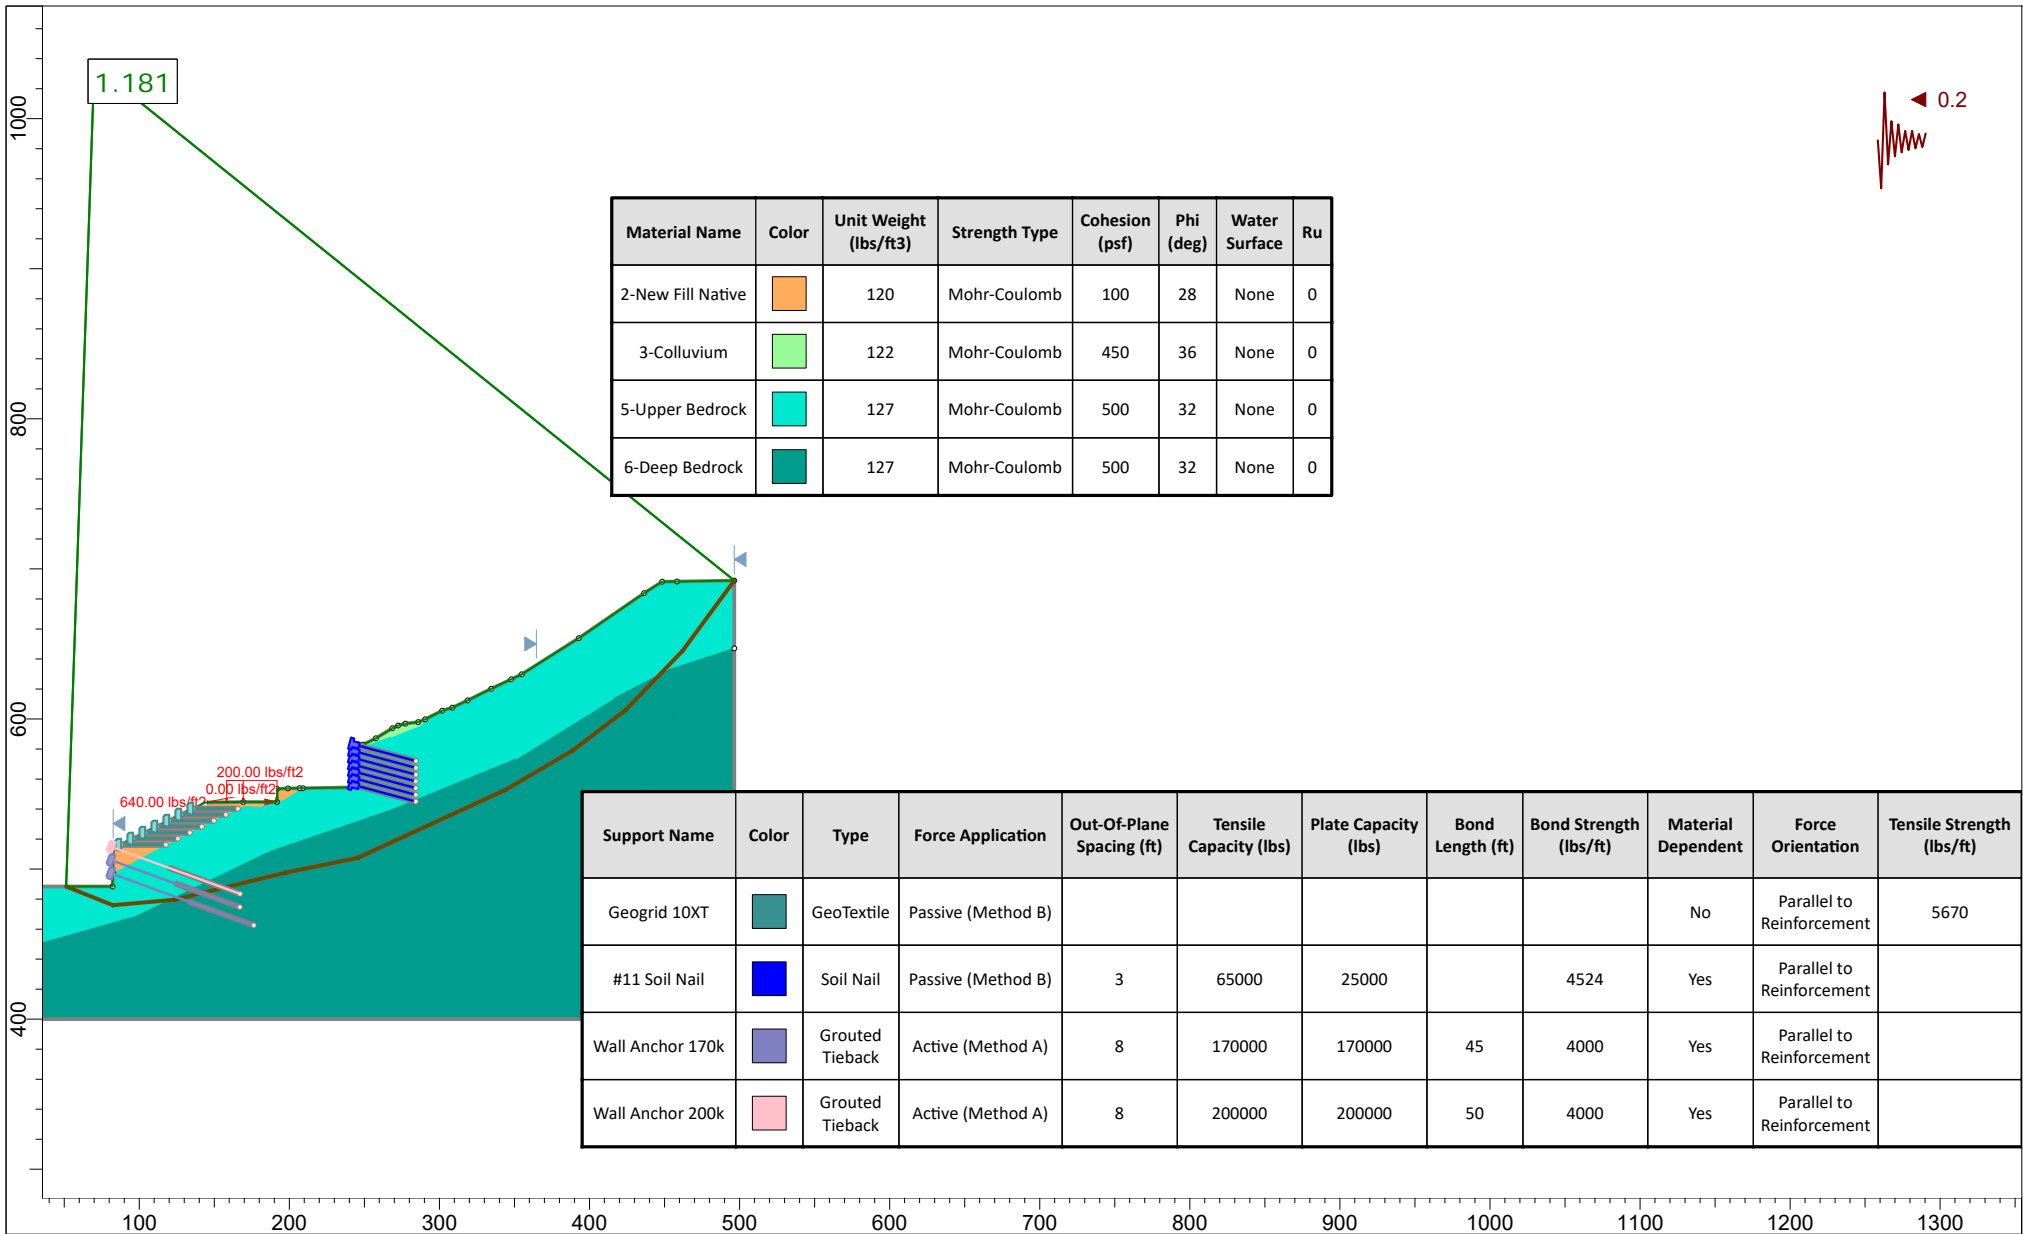 1.181
0.2
1000
800
600
400
Material Name Color Unit Weight (lbs/ft3) Strength Type Cohesion (psf) Phi (deg) Water Surface Ru
2-New Fill Native 120 Mohr-Coulomb 100 28 None 0
3-Colluvium 122 Mohr-Coulomb 450 36 None 0
5-Upper Bedrock 127 Mohr-Coulomb 500 32 None 0
6-Deep Bedrock 127 Mohr-Coulomb 500 32 None 0
200.00 lbs/ft2
0.00 lbs/ft2
640.00 lbs/ft2
Support Name Color Type Force Application Out-Of-Plane Spacing (ft) Tensile Capacity (lbs) Plate Capacity (lbs) Bond Length (ft) Bond Strength (lbs/ft) Material Dependent Force Orientation Tensile Strength (lbs/ft)
Geogrid 10XT GeoTextile Passive (Method B) No Parallel to Reinforcement 5670
#11 Soil Nail Soil Nail Passive (Method B) 3 65000 25000 4524 Yes Parallel to Reinforcement
Wall Anchor 170k Grouted Tieback Active (Method A) 8 170000 170000 45 4000 Yes Parallel to Reinforcement
Wall Anchor 200k Grouted Tieback Active (Method A) 8 200000 200000 50 4000 Yes Parallel to Reinforcement
100 200 300 400 500 600 700 800 900 1000 1100 1200 1300